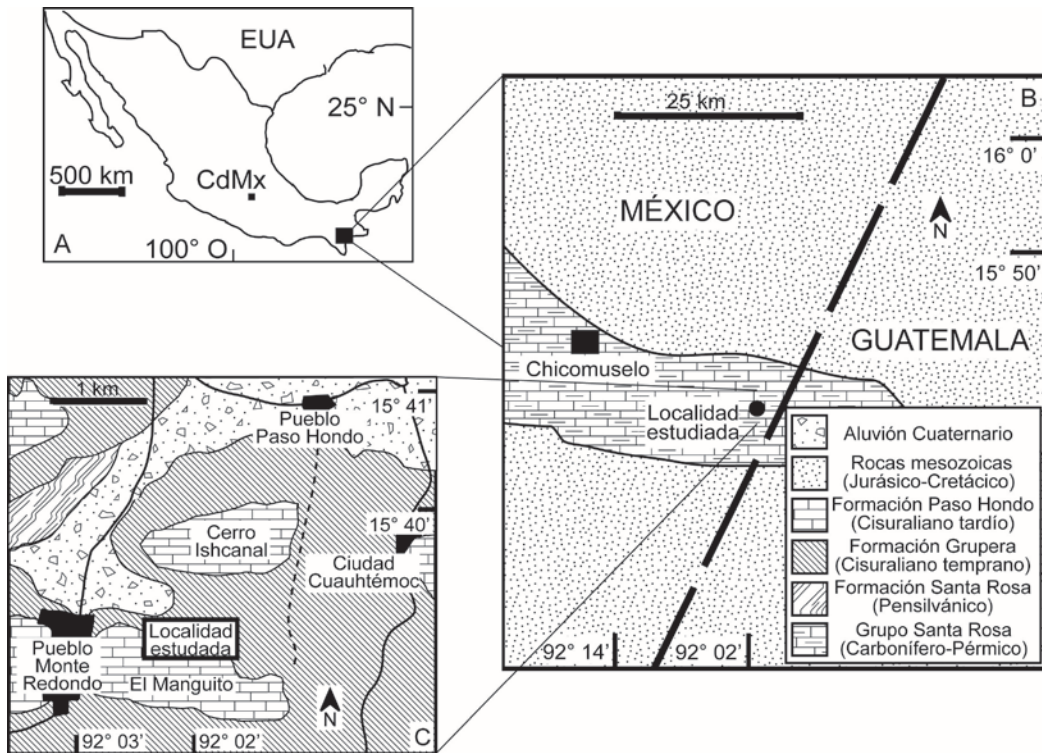 EUA
25° N
500 km
CdMx
100° O
A
25 km
B
16° 0'
MÉXICO
N
15° 50'
GUATEMALA
Chicomuselo
Localidad
estudiada
92° 14'
92° 02'
Aluvión Cuaternario
Rocas mesozoicas
(Jurásico-Cretácico)
Formación Paso Hondo
(Cisuraliano tardío)
Formación Grupera
(Cisuraliano temprano)
Formación Santa Rosa
(Pensilvánico)
Grupo Santa Rosa
(Carbonífero-Pérmico)
1 km
Pueblo
Paso Hondo
15° 41'
Cerro
Ishcanal
15° 40'
Ciudad
Cuauhtémoc
Localidad
estudada
Pueblo
Monte
Redondo
El Manguito
N
92° 03'
92° 02'
C